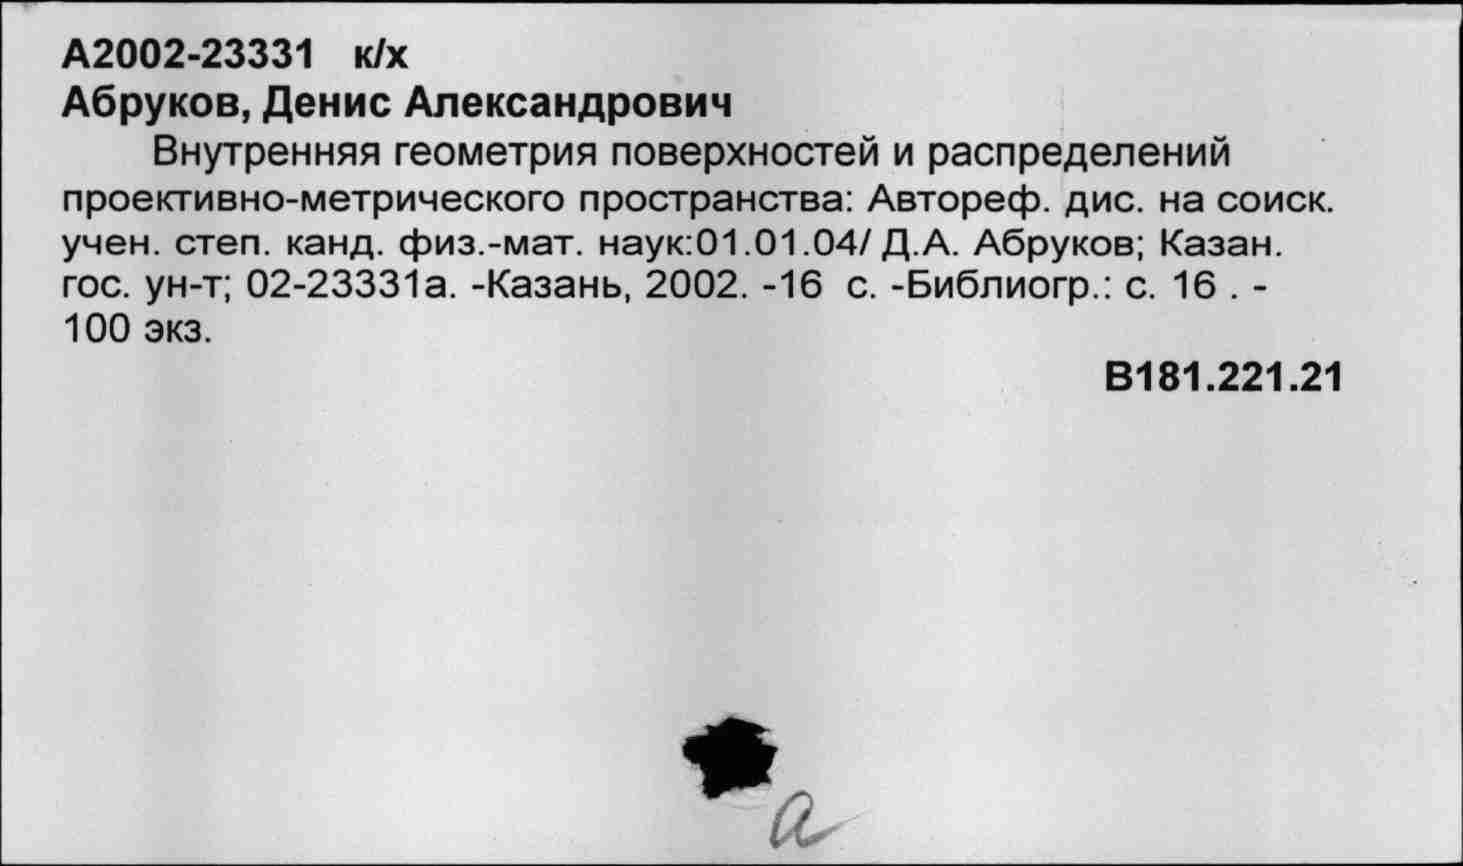 А2002-23331 к/х
Абруков, Денис Александрович
Внутренняя геометрия поверхностей и распределений
проективно-метрического пространства: Автореф. дис. на соиск.
учен. степ. канд. физ.-мат. наук:01.01.04/ Д.А. Абруков; Казан.
гос. ун-т; 02-23331а. -Казань, 2002. -16 с. -Библиогр.: с. 16 . -
100 экз.
В181.221.21
а